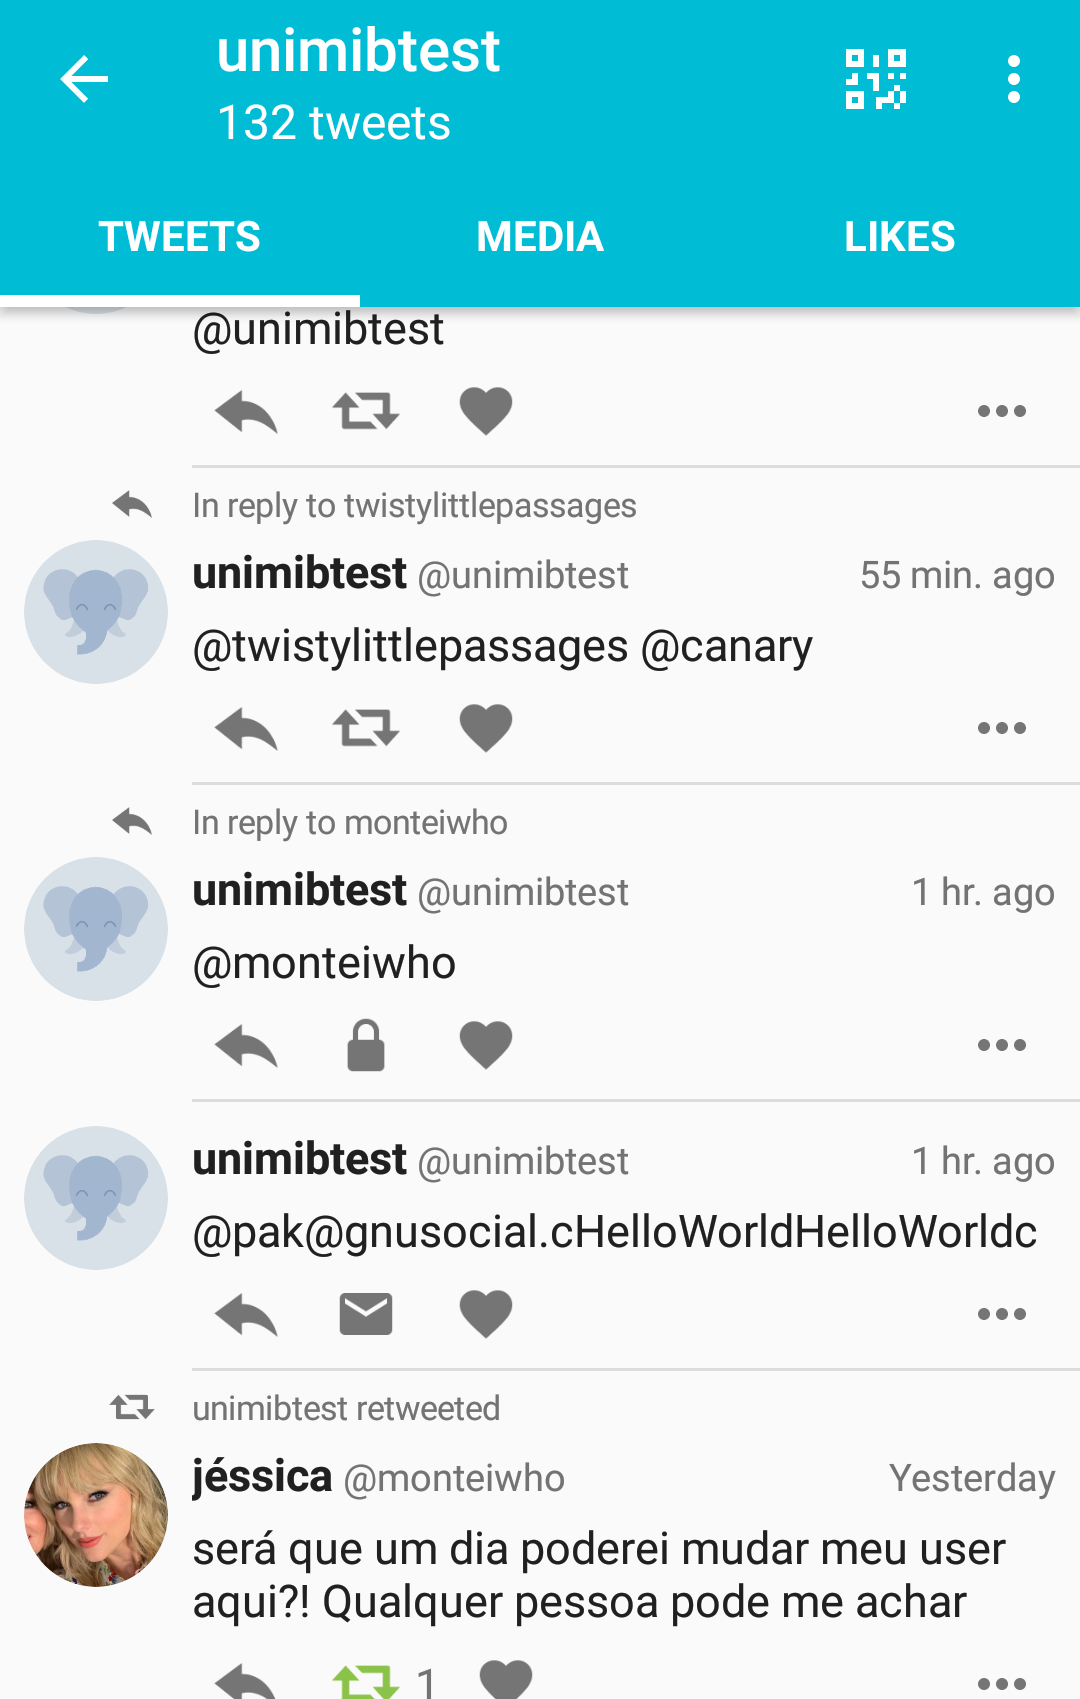 unimibtest
132 tweets
TWEETS MEDIA LIKES
@unimibtest
In reply to twistylittlepassages
unimibtest @unimibtest 55 min. ago
@twistylittlepassages @canary
In reply to monteiwho
unimibtest @unimibtest 1 hr. ago
@monteiwho
unimibtest @unimibtest 1 hr. ago
@pak@gnusocial.cHelloWorldHelloWorldc
unimibtest retweeted
jéssica @monteiwho Yesterday
será que um dia poderei mudar meu user
aqui?! Qualquer pessoa pode me achar
1